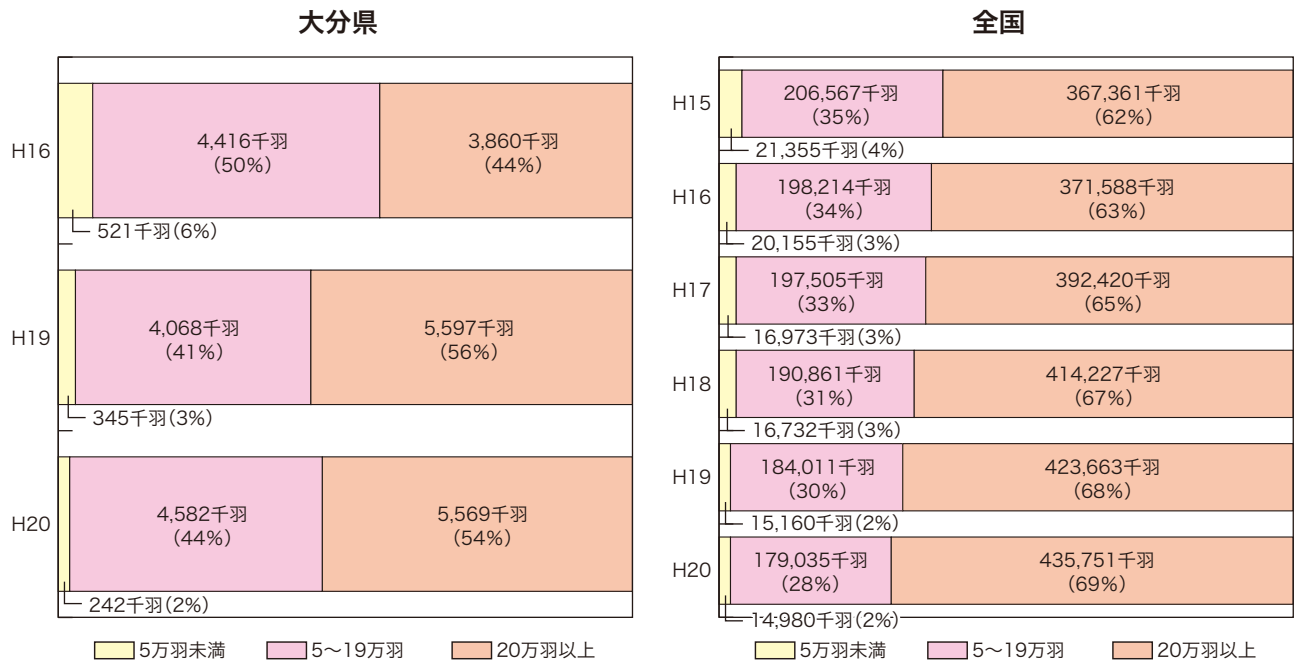 大分県
H16
4,416千羽
(50%)
3,860千羽
(44%)
521千羽(6%)
H19
4,068千羽
(41%)
5,597千羽
(56%)
345千羽(3%)
H20
4,582千羽
(44%)
5,569千羽
(54%)
242千羽(2%)
5万羽未満
5〜19万羽
20万羽以上
全国
H15
206,567千羽
(35%)
367,361千羽
(62%)
21,355千羽(4%)
H16
198,214千羽
(34%)
371,588千羽
(63%)
20,155千羽(3%)
H17
197,505千羽
(33%)
392,420千羽
(65%)
16,973千羽(3%)
H18
190,861千羽
(31%)
414,227千羽
(67%)
16,732千羽(3%)
H19
184,011千羽
(30%)
423,663千羽
(68%)
15,160千羽(2%)
H20
179,035千羽
(28%)
435,751千羽
(69%)
14,980千羽(2%)
5万羽未満
5〜19万羽
20万羽以上